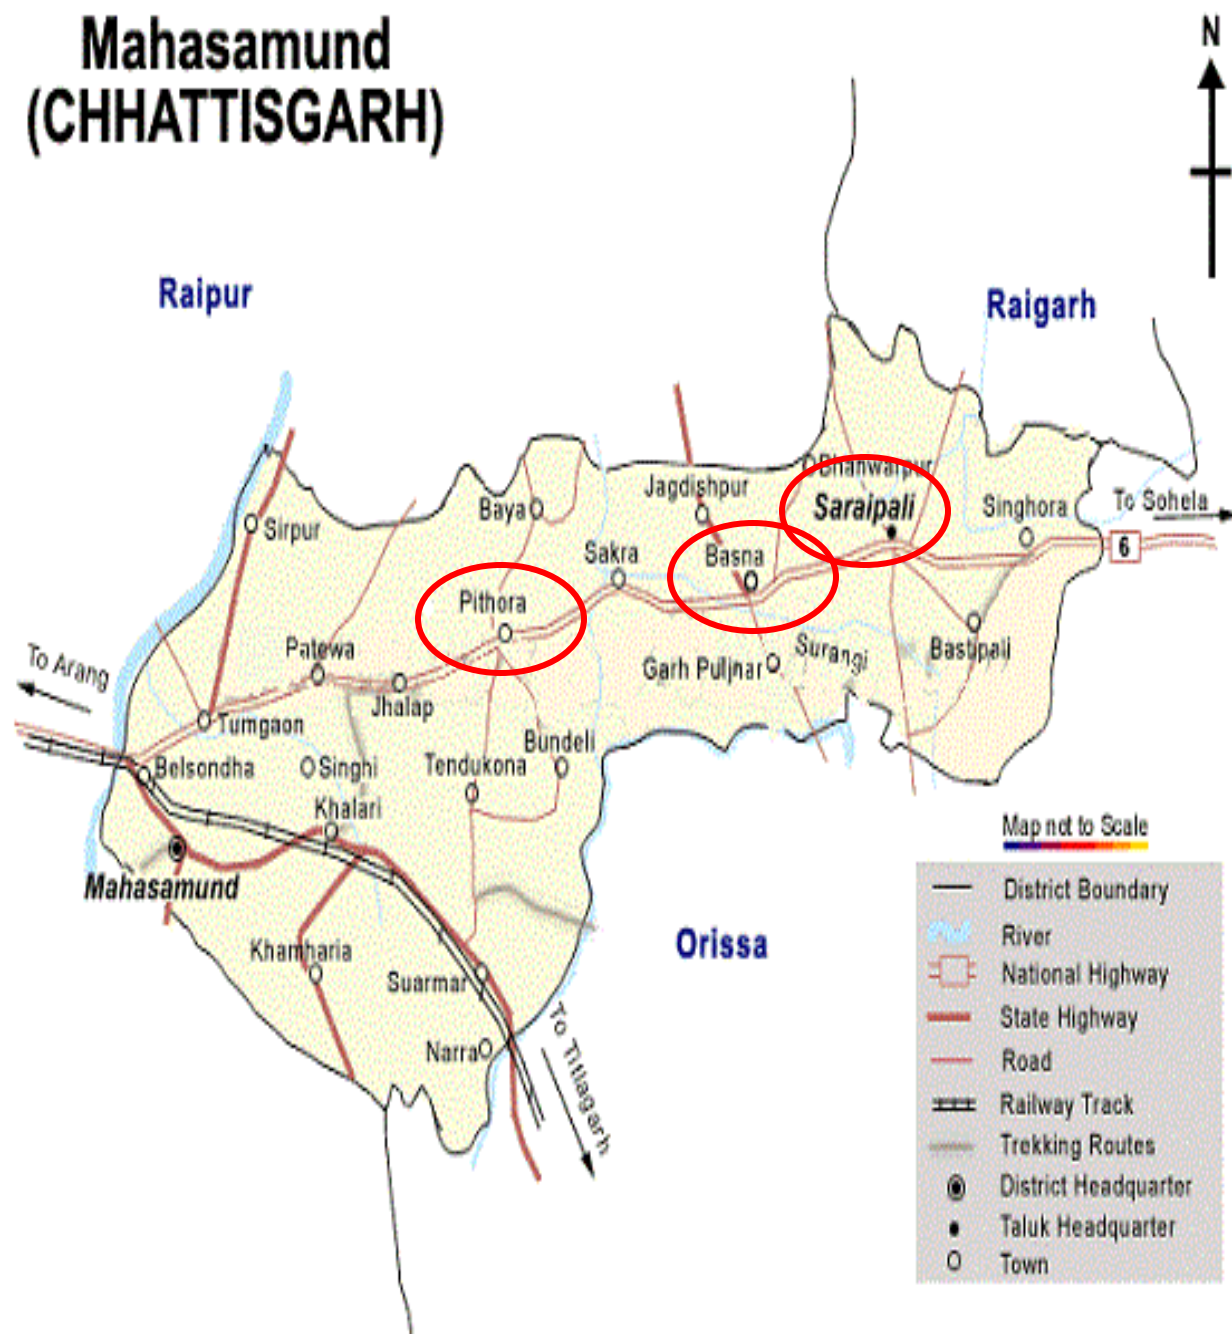 Mahasamund
(CHHATTISGARH)
N
Raipur
Raigarh
Bhanwarpur
Jagdishpur
Saraipali
Singhora
To Sohela
Baya
Sirpur
6
Sakra
Basna
Pithora
Patewa
Surangi
Bastipali
To Arang
Garh Puljnar
Jhalap
Tumgaon
Bundeli
Belsondha
Singhi
Tendukona
Khalari
Map not to Scale
Mahasamund
District Boundary
Orissa
River
Khamharia
National Highway
Suarmar
State Highway
Narra
To Titlagarh
Road
Railway Track
Trekking Routes
District Headquarter
Taluk Headquarter
Town